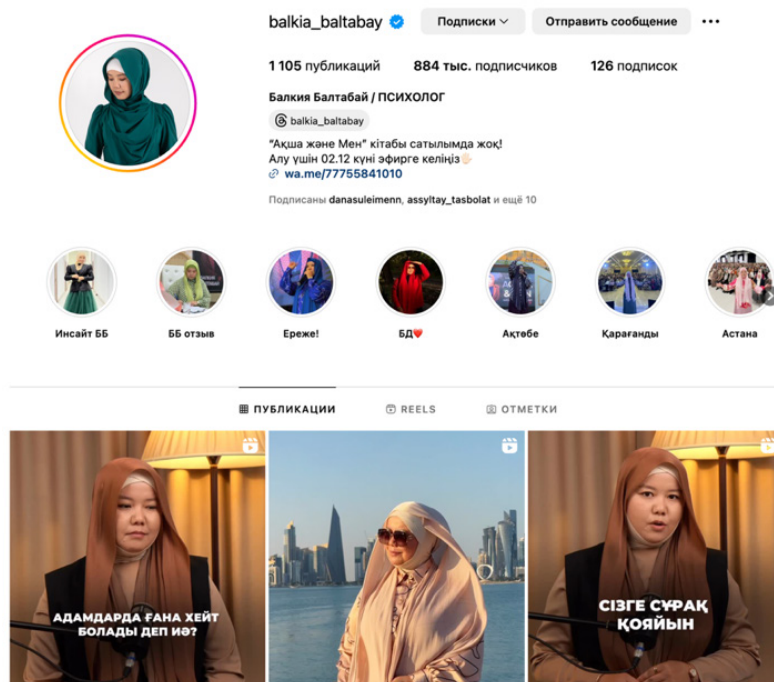 balkia_baltabay
Подписки
Отправить сообщение
1 105 публикаций
884 тыс. подписчиков
126 подписок
Балкия Балтабай / ПСИХОЛОГ
balkia_baltabay
“Ақша және Мен” кітабы сатылымда жоқ!
Алу үшін 02.12 күні эфирге келіңіз
wa.me/77755841010
Подписаны danasuleimenn, assyltay_tasbolat и ещё 10
Инсайт ББ
ББ отзыв
Ереже!
БД
Ақтөбе
Қарағанды
Астана
ПУБЛИКАЦИИ
REELS
ОТМЕТКИ
АДАМДАРДА ҒАНА ХЕЙТ
БОЛАДЫ ДЕП ИӘ?
СІЗГЕ СҰРАҚ
ҚОЯЙЫН